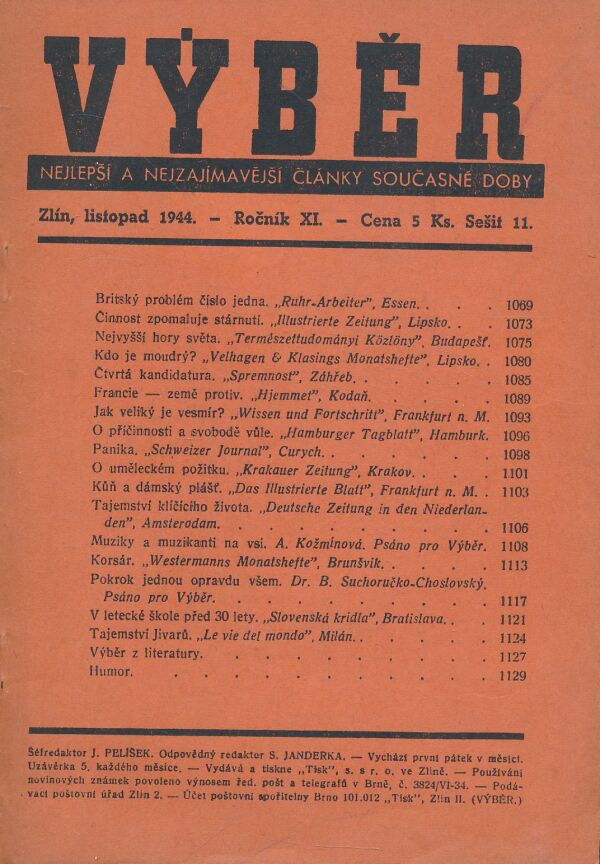 VÝBĚR
NEJLEPŠÍ A NEJZAJÍMAVĚJŠÍ ČLÁNKY SOUČASNÉ DOBY
Zlín, listopad 1944. – Ročník XI. – Cena 5 Ks. Sešit 11.
Britský problém číslo jedna. „Ruhr-Arbeiter", Essen. . . . 1069
Činnost zpomaluje stárnutí. „Illustrierte Zeitung", Lipsko. . . 1073
Nejvyšší hory světa. „Természettudományi Közlöny", Budapešť. 1075
Kdo je moudrý? „Velhagen & Klasings Monatshefte", Lipsko. . 1080
Čtvrtá kandidatura. „Spremnost", Záhřeb. . . . . . . 1085
Francie — země protiv. „Hjemmet", Kodaň. . . . . . 1089
Jak veliký je vesmír? „Wissen und Fortschritt", Frankfurt n. M. 1093
O příčinnosti a svobodě vůle. „Hamburger Tagblatt", Hamburk. 1096
Panika. „Schweizer Journal", Curych. . . . . . . . 1098
O uměleckém požitku. „Krakauer Zeitung", Krakov. . . . 1101
Kůň a dámský plášť. „Das Illustrierte Blatt", Frankfurt n. M. . 1103
Tajemství klíčícího života. „Deutsche Zeitung in den Niederlan-
den", Amsterodam. . . . . . . . . . 1106
Muziky a muzikanti na vsi. A. Kožmínová. Psáno pro Výběr. 1108
Korsár. „Westermanns Monatshefte", Brunšvik. . . . . 1113
Pokrok jednou opravdu všem. Dr. B. Suchoručko-Choslovský.
Psáno pro Výběr. . . . . . . . . . 1117
V letecké škole před 30 lety. „Slovenská krídla", Bratislava. . . 1121
Tajemství Jivarů. „Le vie del mondo", Milán. . . . . . 1124
Výběr z literatury. . . . . . . . . . 1127
Humor. . . . . . . . . . 1129
Šéfredaktor J. PELÍŠEK. Odpovědný redaktor S. JANDERKA. — Vychází první pátek v měsíci.
Uzávěrka 5. každého měsíce. — Vydává a tiskne „Tisk", s. s r. o. ve Zlíně. — Používání
novinových známek povoleno výnosem řed. pošt a telegrafů v Brně, č. 3824/VI-34. — Podá-
vací poštovní úřad Zlín 2. — Účet poštovní spořitelny Brno 101.012 „Tisk", Zlín II. (VÝBĚR.)